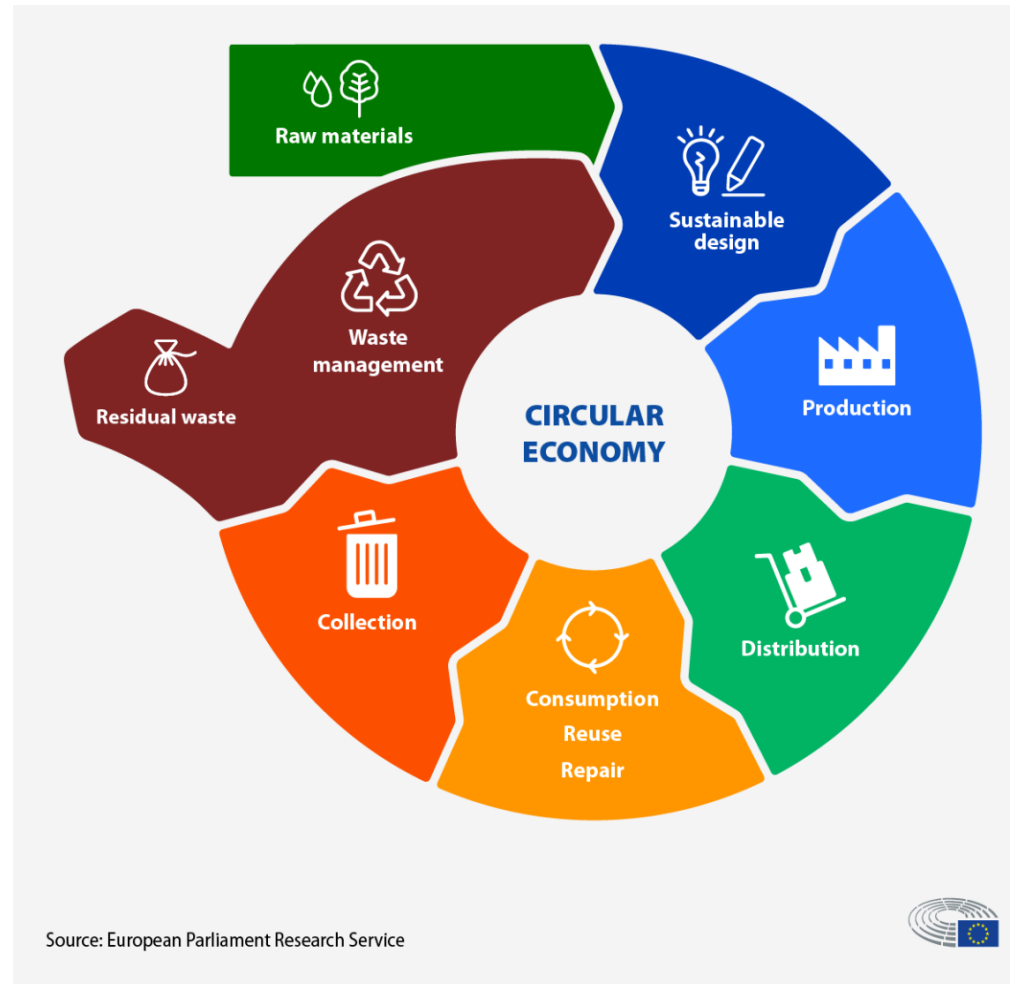 Raw materials
Sustainable
design
Production
Distribution
Consumption
Reuse
Repair
Collection
Waste
management
Residual waste
CIRCULAR
ECONOMY
Source: European Parliament Research Service